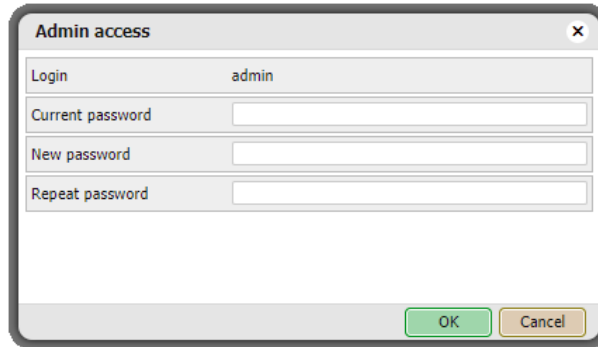 Admin access
Login admin
Current password
New password
Repeat password
OK Cancel